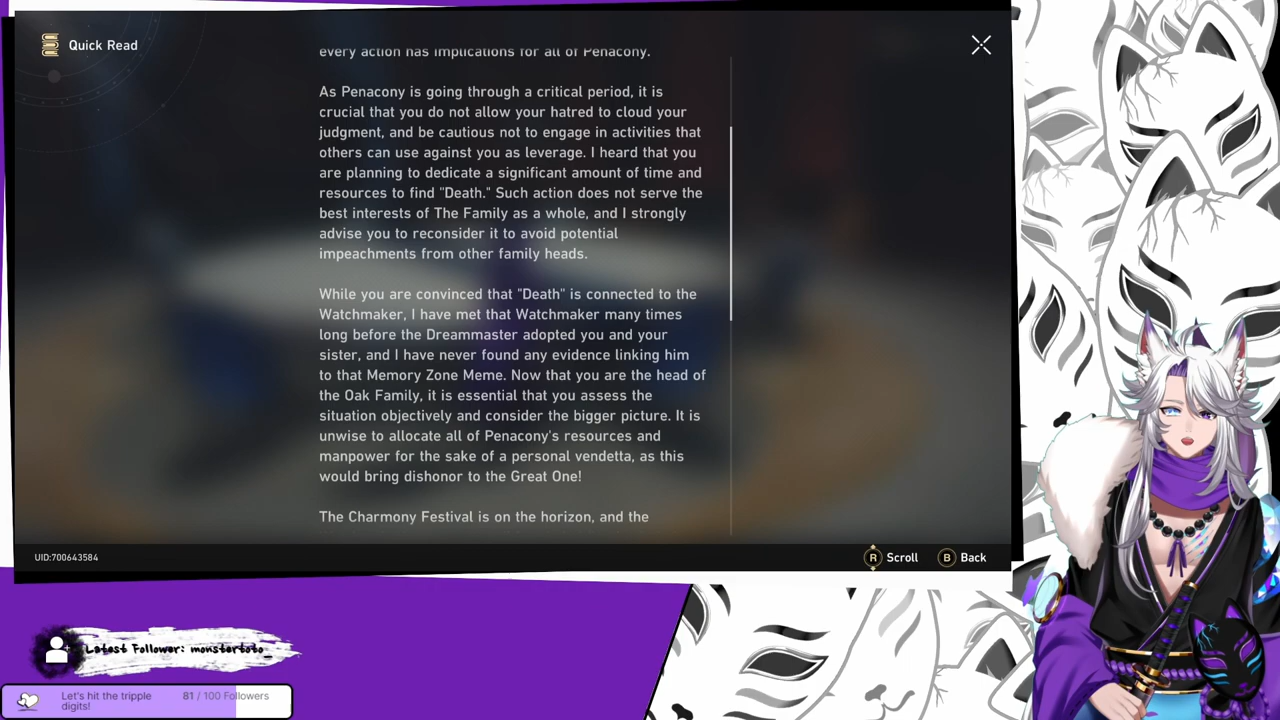 Quick Read
every action has implications for all of Penacony.
As Penacony is going through a critical period, it is
crucial that you do not allow your hatred to cloud your
judgment, and be cautious not to engage in activities that
others can use against you as leverage. I heard that you
are planning to dedicate a significant amount of time and
resources to find "Death." Such action does not serve the
best interests of The Family as a whole, and I strongly
advise you to reconsider it to avoid potential
impeachments from other family heads.
While you are convinced that "Death" is connected to the
Watchmaker, I have met that Watchmaker many times
long before the Dreammaster adopted you and your
sister, and I have never found any evidence linking him
to that Memory Zone Meme. Now that you are the head of
the Oak Family, it is essential that you assess the
situation objectively and consider the bigger picture. It is
unwise to allocate all of Penacony's resources and
manpower for the sake of a personal vendetta, as this
would bring dishonor to the Great One!
The Charmony Festival is on the horizon, and the
UID:700643584
R Scroll B Back
Latest Follower: monstertoto_
Let's hit the tripple
digits!
81 / 100 Followers